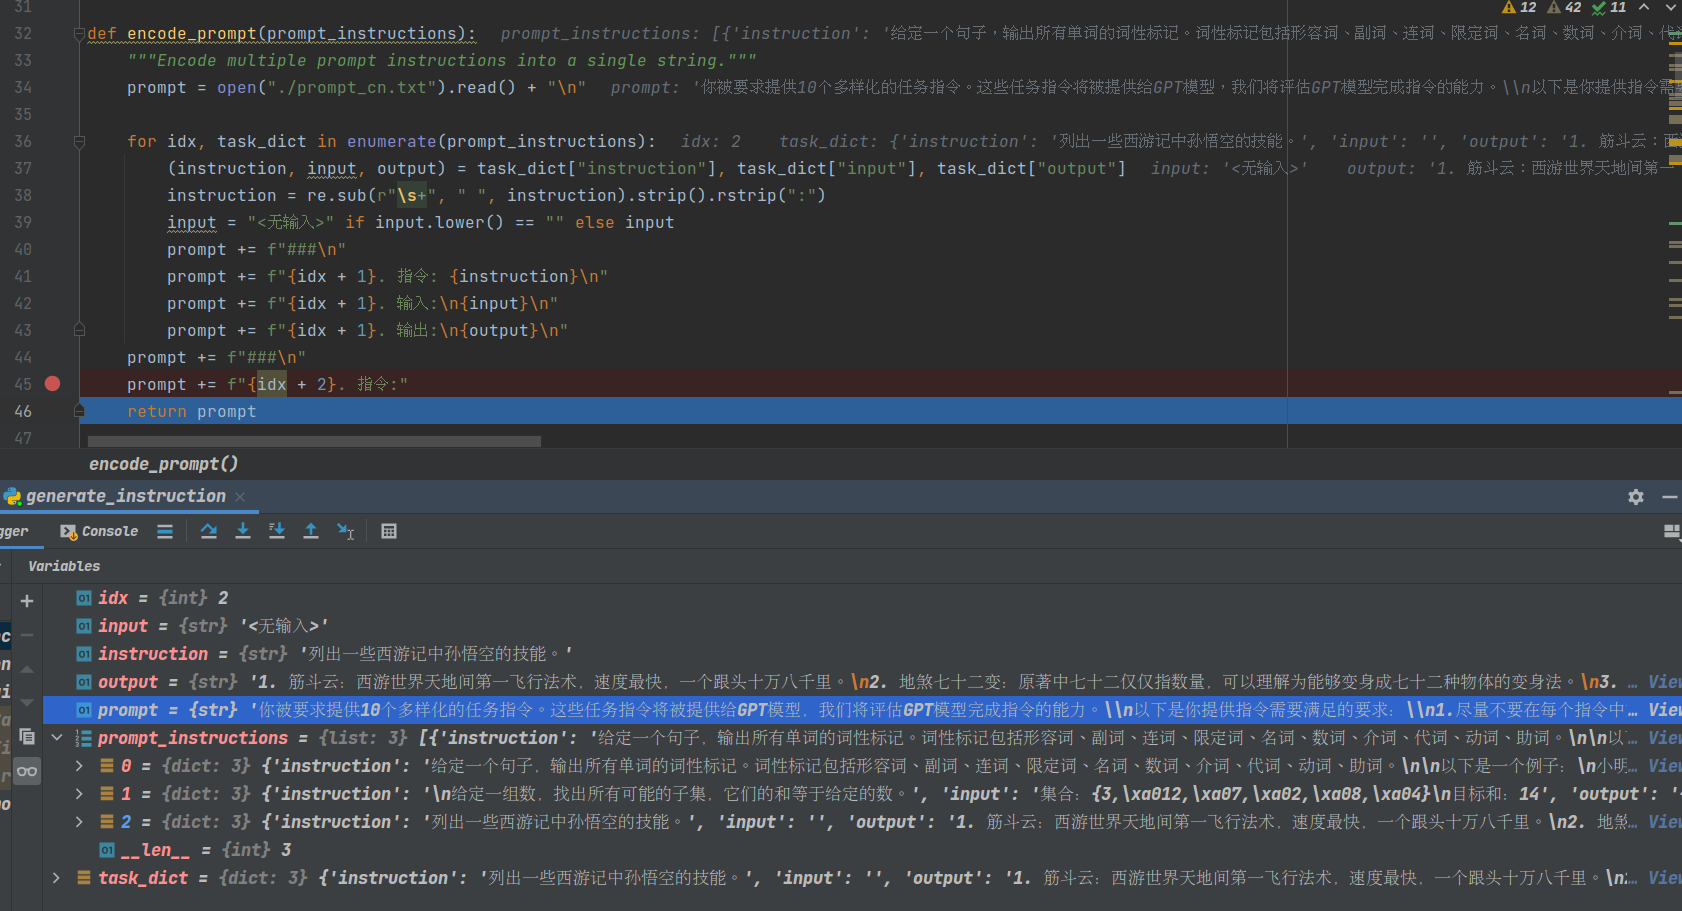 31
12 42 11
32 def encode_prompt(prompt_instructions): prompt_instructions: [{'instruction': '给定一个句子，输出所有单词的词性标记。词性标记包括形容词、副词、连词、限定词、名词、数词、介词、代词
33 """Encode multiple prompt instructions into a single string."""
34 prompt = open("./prompt_cn.txt").read() + "\n" prompt: '你被要求提供10个多样化的任务指令。这些任务指令将被提供给GPT模型，我们将评估GPT模型完成指令的能力。\\n以下是你提供指令需
35
36 for idx, task_dict in enumerate(prompt_instructions): idx: 2 task_dict: {'instruction': '列出一些西游记中孙悟空的技能。', 'input': '', 'output': '1. 筋斗云：西游
37 (instruction, input, output) = task_dict["instruction"], task_dict["input"], task_dict["output"] input: '<无输入>' output: '1. 筋斗云：西游世界天地间第一
38 instruction = re.sub(r"\s+", " ", instruction).strip().rstrip(":")
39 input = "<无输入>" if input.lower() == "" else input
40 prompt += f"###\n"
41 prompt += f"{idx + 1}. 指令: {instruction}\n"
42 prompt += f"{idx + 1}. 输入:\n{input}\n"
43 prompt += f"{idx + 1}. 输出:\n{output}\n"
44 prompt += f"###\n"
45 prompt += f"{idx + 2}. 指令:"
46 return prompt
47
encode_prompt()
generate_instruction ×
gger Console
Variables
idx = {int} 2
input = {str} '<无输入>'
instruction = {str} '列出一些西游记中孙悟空的技能。'
output = {str} '1. 筋斗云：西游世界天地间第一飞行法术，速度最快，一个跟头十万八千里。\n2. 地煞七十二变：原著中七十二仅仅指数量，可以理解为能够变身成七十二种物体的变身法。\n3. … View
prompt = {str} '你被要求提供10个多样化的任务指令。这些任务指令将被提供给GPT模型，我们将评估GPT模型完成指令的能力。\\n以下是你提供指令需要满足的要求：\\n1.尽量不要在每个指令中… View
prompt_instructions = {list: 3} [{'instruction': '给定一个句子，输出所有单词的词性标记。词性标记包括形容词、副词、连词、限定词、名词、数词、介词、代词、动词、助词。\n\n以… View
0 = {dict: 3} {'instruction': '给定一个句子，输出所有单词的词性标记。词性标记包括形容词、副词、连词、限定词、名词、数词、介词、代词、动词、助词。\n\n以下是一个例子：\n小明… View
1 = {dict: 3} {'instruction': '\n给定一组数，找出所有可能的子集，它们的和等于给定的数。', 'input': '集合：{3,\xa012,\xa07,\xa02,\xa08,\xa04}\n目标和：14', 'output': '… View
2 = {dict: 3} {'instruction': '列出一些西游记中孙悟空的技能。', 'input': '', 'output': '1. 筋斗云：西游世界天地间第一飞行法术，速度最快，一个跟头十万八千里。\n2. 地煞… View
__len__ = {int} 3
task_dict = {dict: 3} {'instruction': '列出一些西游记中孙悟空的技能。', 'input': '', 'output': '1. 筋斗云：西游世界天地间第一飞行法术，速度最快，一个跟头十万八千里。\n2… View